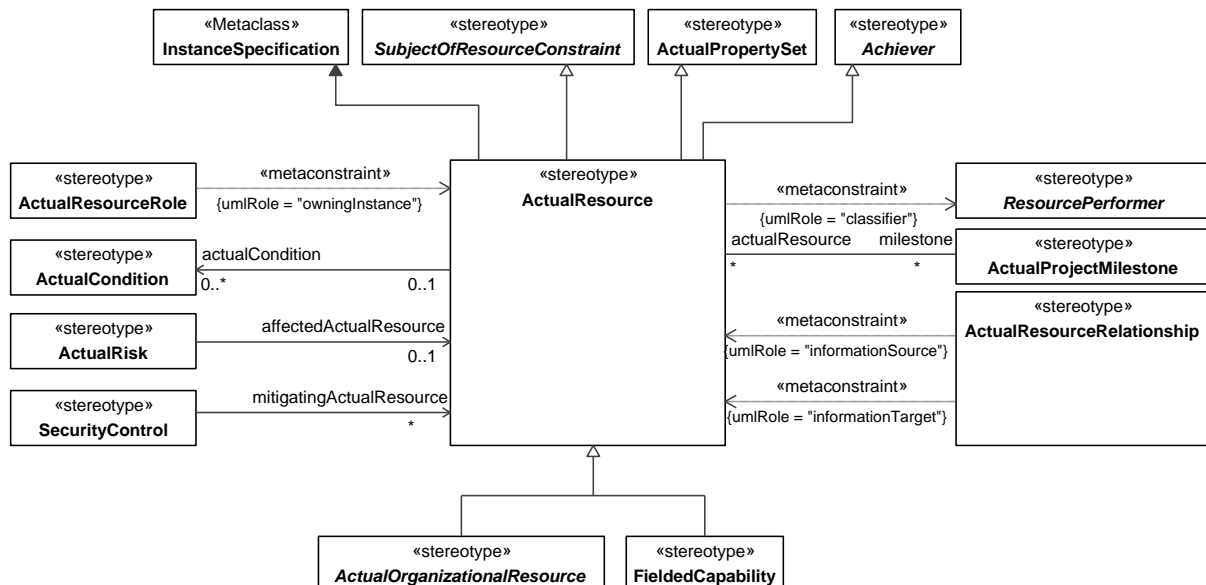 «Metaclass»
InstanceSpecification
«stereotype»
SubjectOfResourceConstraint
«stereotype»
ActualPropertySet
«stereotype»
Achiever
«stereotype»
ActualResourceRole
«metaconstraint»
{umlRole = "owningInstance"}
«stereotype»
ActualResource
«metaconstraint»
{umlRole = "classifier"}
«stereotype»
ResourcePerformer
«stereotype»
ActualCondition
actualCondition
0..*
0..1
actualResource
milestone
*
*
«stereotype»
ActualProjectMilestone
«stereotype»
ActualRisk
affectedActualResource
0..1
«stereotype»
ActualResourceRelationship
«metaconstraint»
{umlRole = "informationSource"}
«metaconstraint»
{umlRole = "informationTarget"}
«stereotype»
SecurityControl
mitigatingActualResource
*
«stereotype»
ActualOrganizationalResource
«stereotype»
FieldedCapability